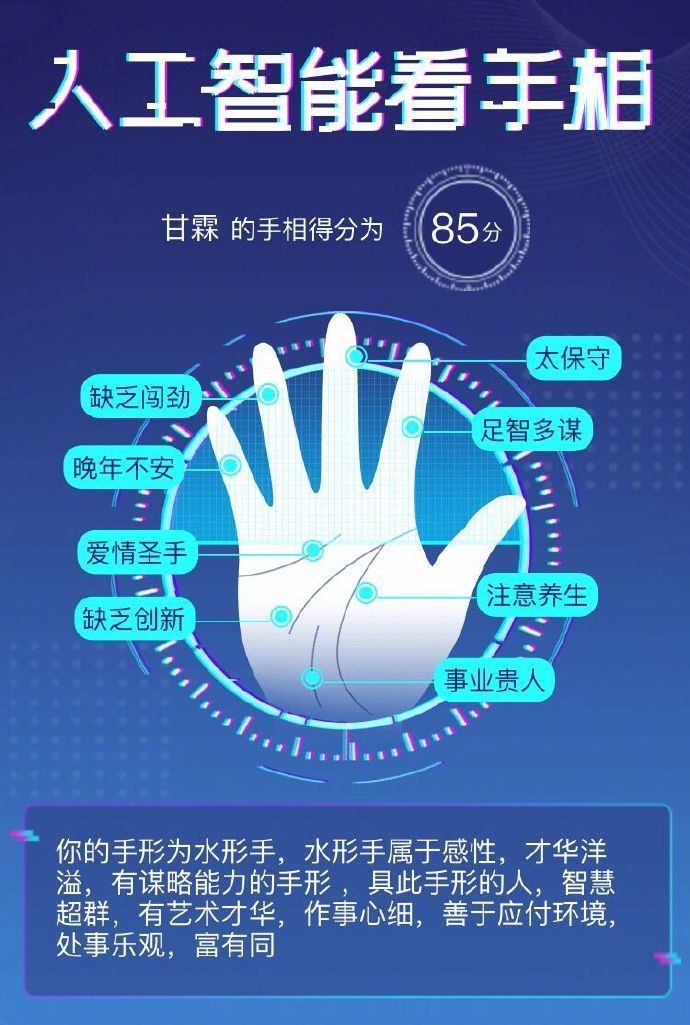 人工智能看手相
甘霖 的手相得分为 85分
太保守
缺乏闯劲
足智多谋
晚年不安
爱情圣手
注意养生
缺乏创新
事业贵人
你的手形为水形手，水形手属于感性，才华洋
溢，有谋略能力的手形 ，具此手形的人，智慧
超群，有艺术才华，作事心细，善于应付环境，
处事乐观，富有同